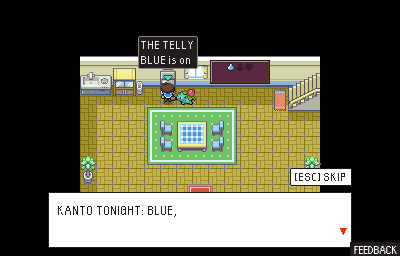 THE TELLY
BLUE is on
[ESC] SKIP
KANTO TONIGHT: BLUE,
FEEDBACK